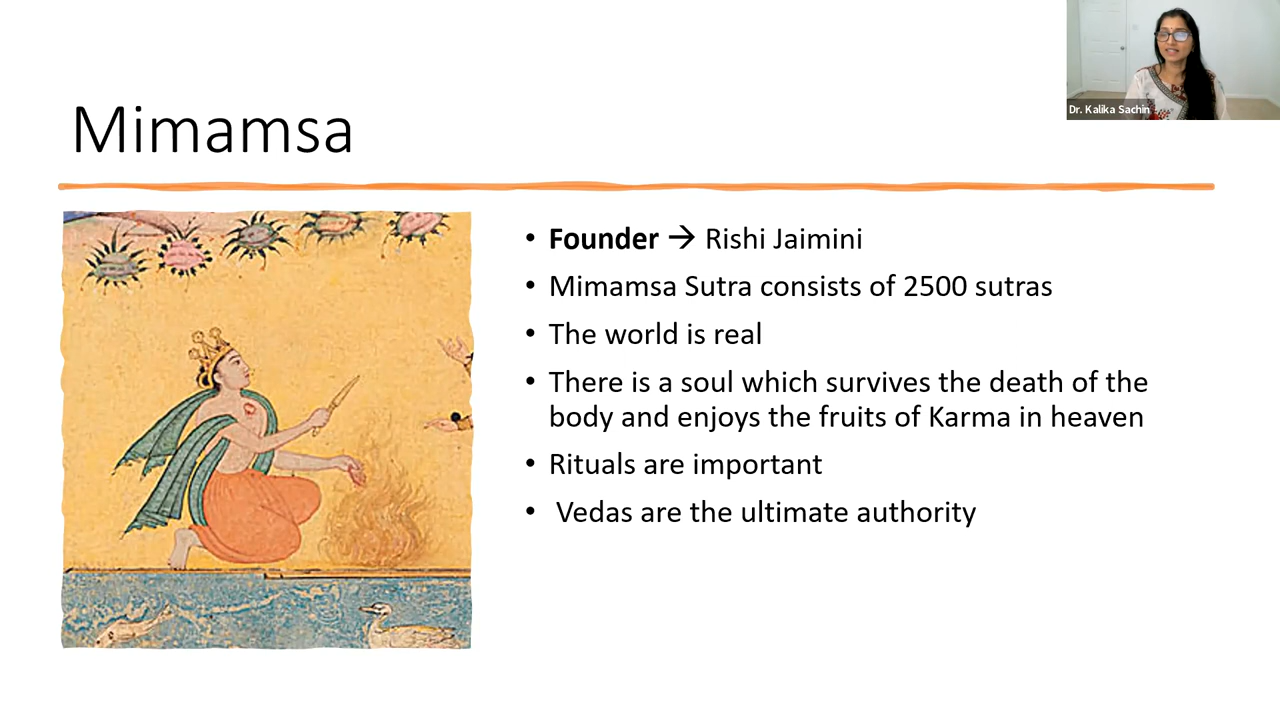 Dr. Kalika Sachin
Mimamsa
• Founder → Rishi Jaimini
• Mimamsa Sutra consists of 2500 sutras
• The world is real
• There is a soul which survives the death of the
body and enjoys the fruits of Karma in heaven
• Rituals are important
• Vedas are the ultimate authority